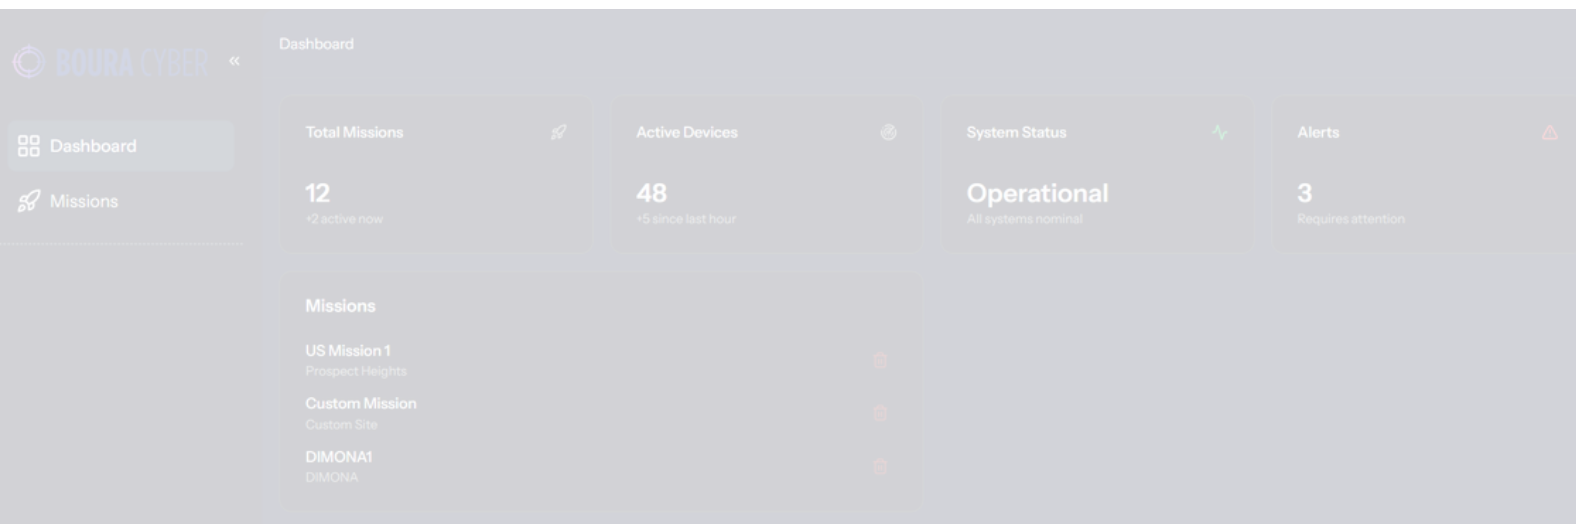 BOURA CYBER
«
Dashboard
Missions
Dashboard
Total Missions
12
+2 active now
Active Devices
48
+5 since last hour
System Status
Operational
All systems nominal
Alerts
3
Requires attention
Missions
US Mission 1
Prospect Heights
Custom Mission
Custom Site
DIMONA1
DIMONA